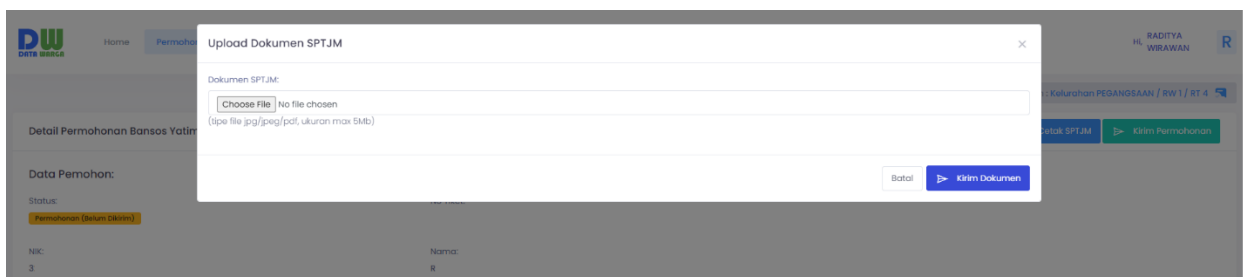 DW
DATA WARGA
Home
Permohon
Upload Dokumen SPTJM
×
Hi, RADITYA WIRAWAN
R
Dokumen SPTJM:
Choose File No file chosen
(tipe file jpg/jpeg/pdf, ukuran max 5Mb)
: Kelurahan PEGANGSAAN / RW 1 / RT 4
Detail Permohonan Bansos Yatim
Cetak SPTJM
Kirim Permohonan
Batal
Kirim Dokumen
Data Pemohon:
Status:
Permohonan (Belum Dikirim)
NIK:
3
Nama:
R